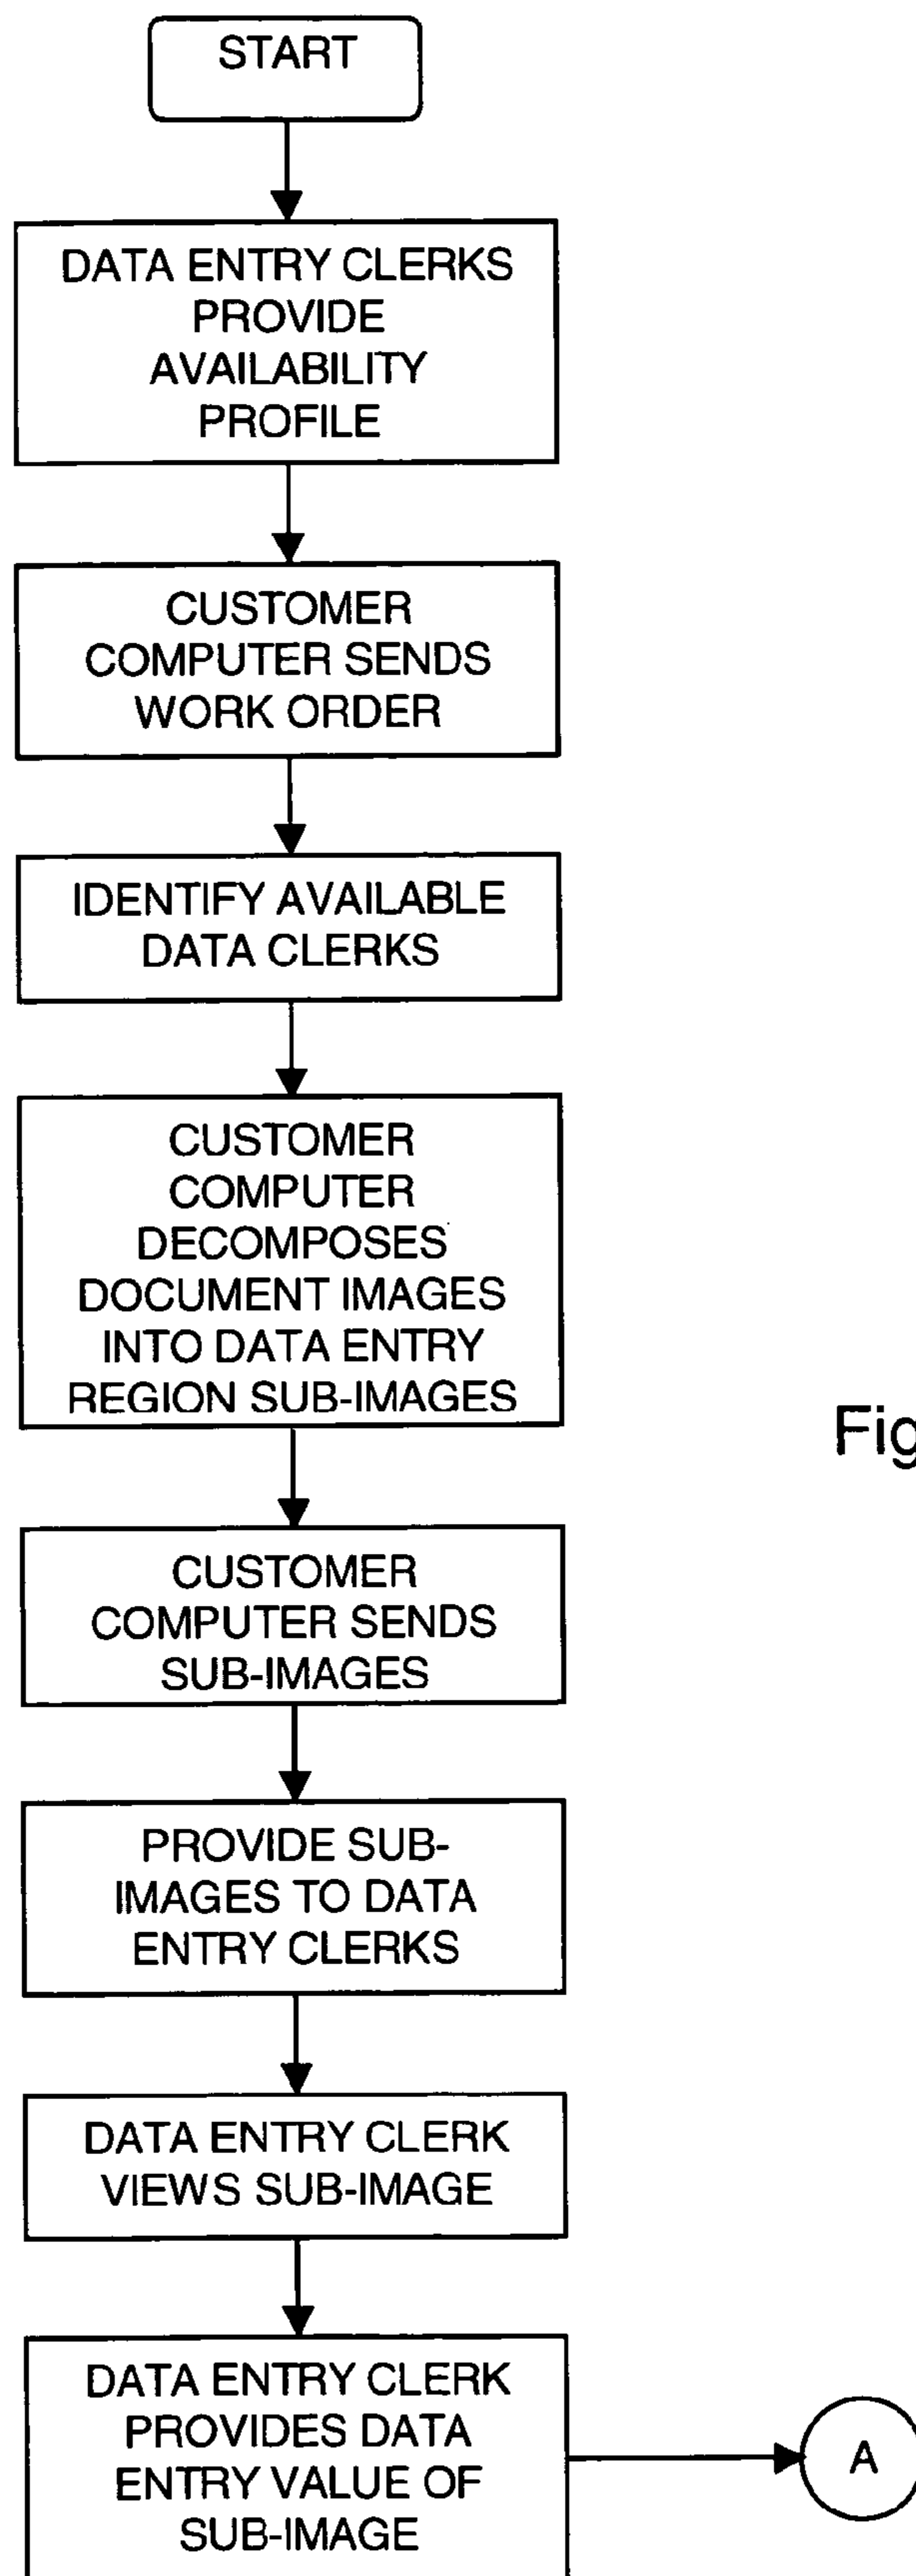 START
DATA ENTRY CLERKS
PROVIDE
AVAILABILITY
PROFILE
CUSTOMER
COMPUTER SENDS
WORK ORDER
IDENTIFY AVAILABLE
DATA CLERKS
CUSTOMER
COMPUTER
DECOMPOSES
DOCUMENT IMAGES
INTO DATA ENTRY
REGION SUB-IMAGES
Fig
CUSTOMER
COMPUTER SENDS
SUB-IMAGES
PROVIDE SUB-
IMAGES TO DATA
ENTRY CLERKS
DATA ENTRY CLERK
VIEWS SUB-IMAGE
DATA ENTRY CLERK
PROVIDES DATA
ENTRY VALUE OF
SUB-IMAGE
A